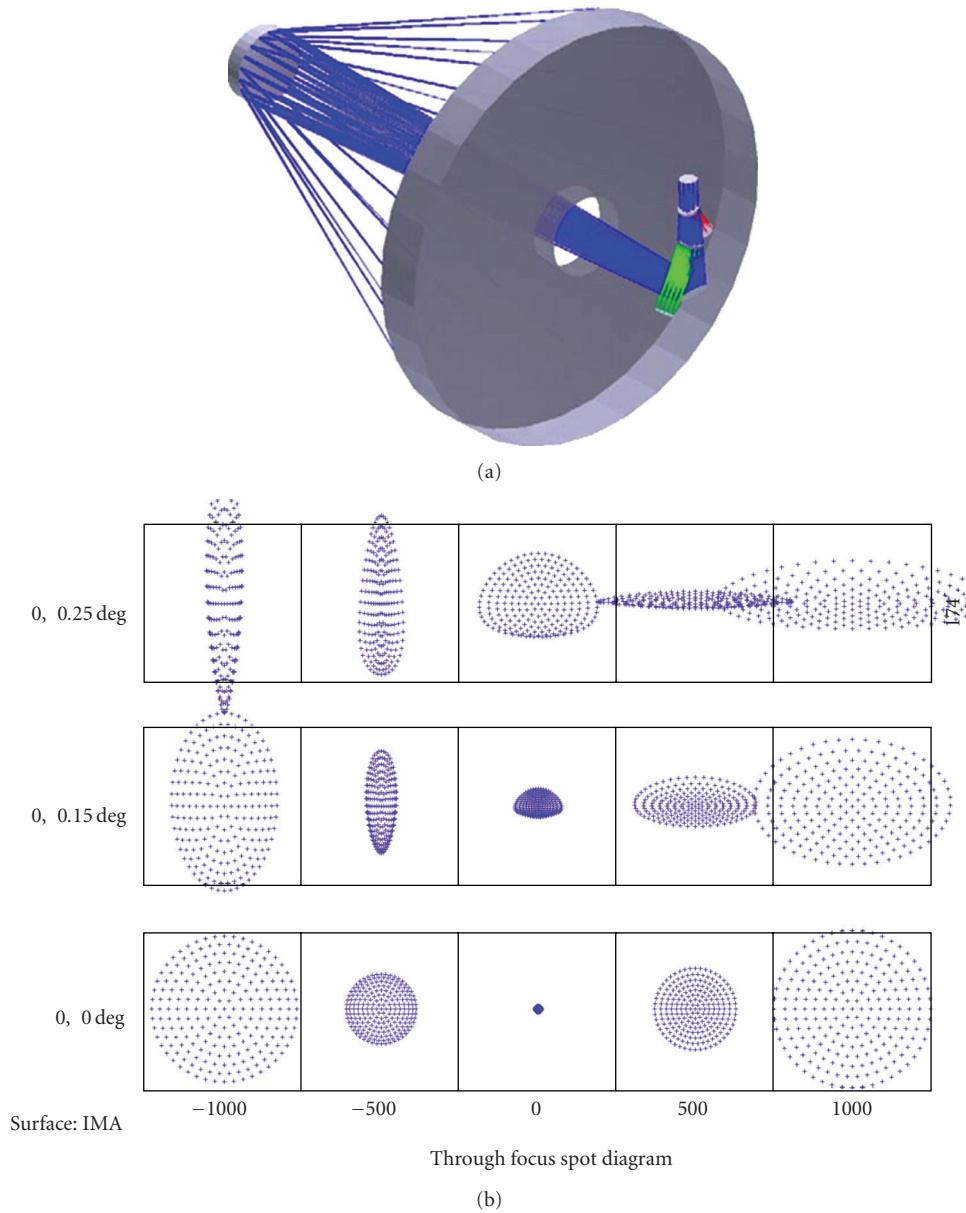 (a)
0, 0.25 deg
174
0, 0.15 deg
0, 0 deg
−1000
−500
0
500
1000
Surface: IMA
Through focus spot diagram
(b)